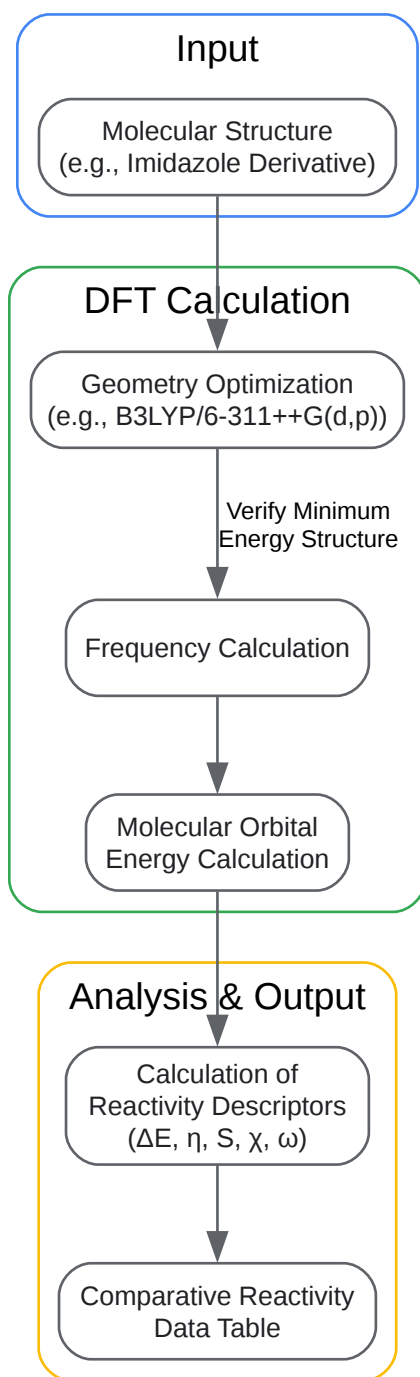 Input
Molecular Structure
(e.g., Imidazole Derivative)
DFT Calculation
Geometry Optimization
(e.g., B3LYP/6-311++G(d,p))
Verify Minimum
Energy Structure
Frequency Calculation
Molecular Orbital
Energy Calculation
Analysis & Output
Calculation of
Reactivity Descriptors
(ΔE, η, S, χ, ω)
Comparative Reactivity
Data Table